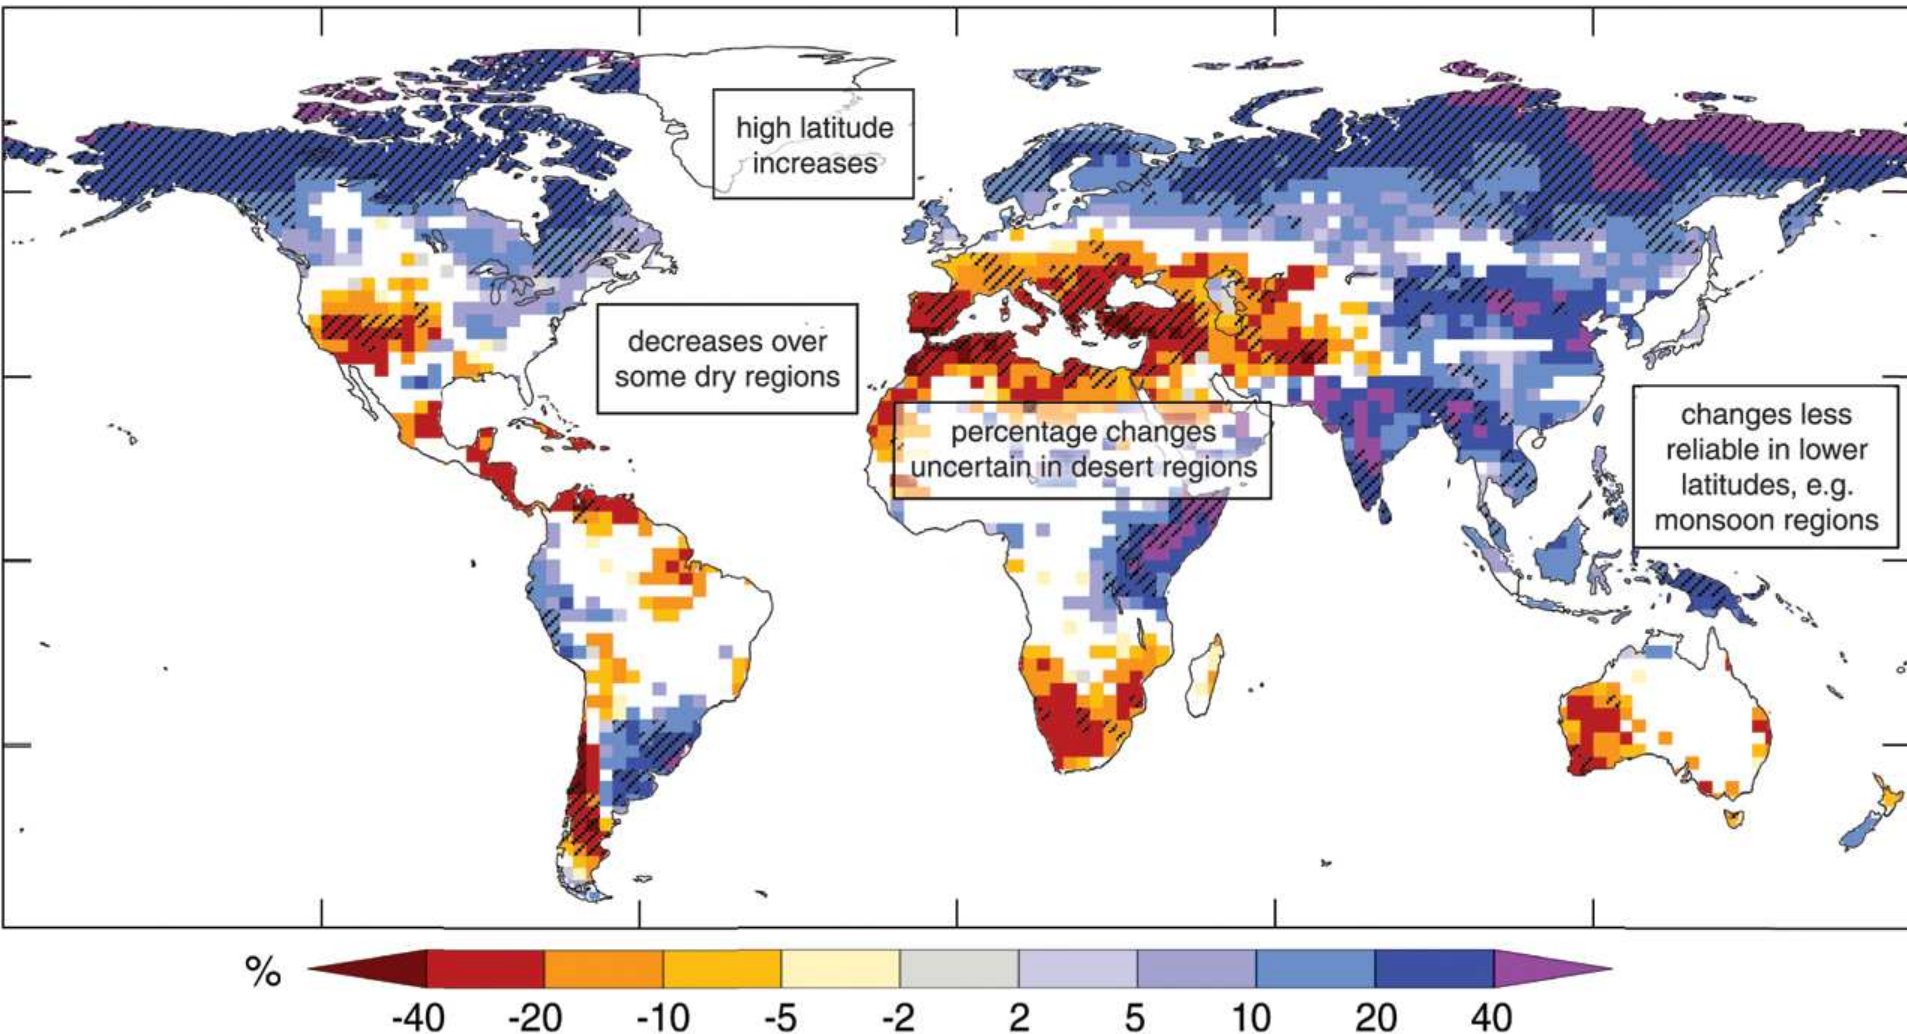 high latitude
increases
decreases over
some dry regions
percentage changes
uncertain in desert regions
changes less
reliable in lower
latitudes, e.g.
monsoon regions
%
-40 -20 -10 -5 -2 2 5 10 20 40